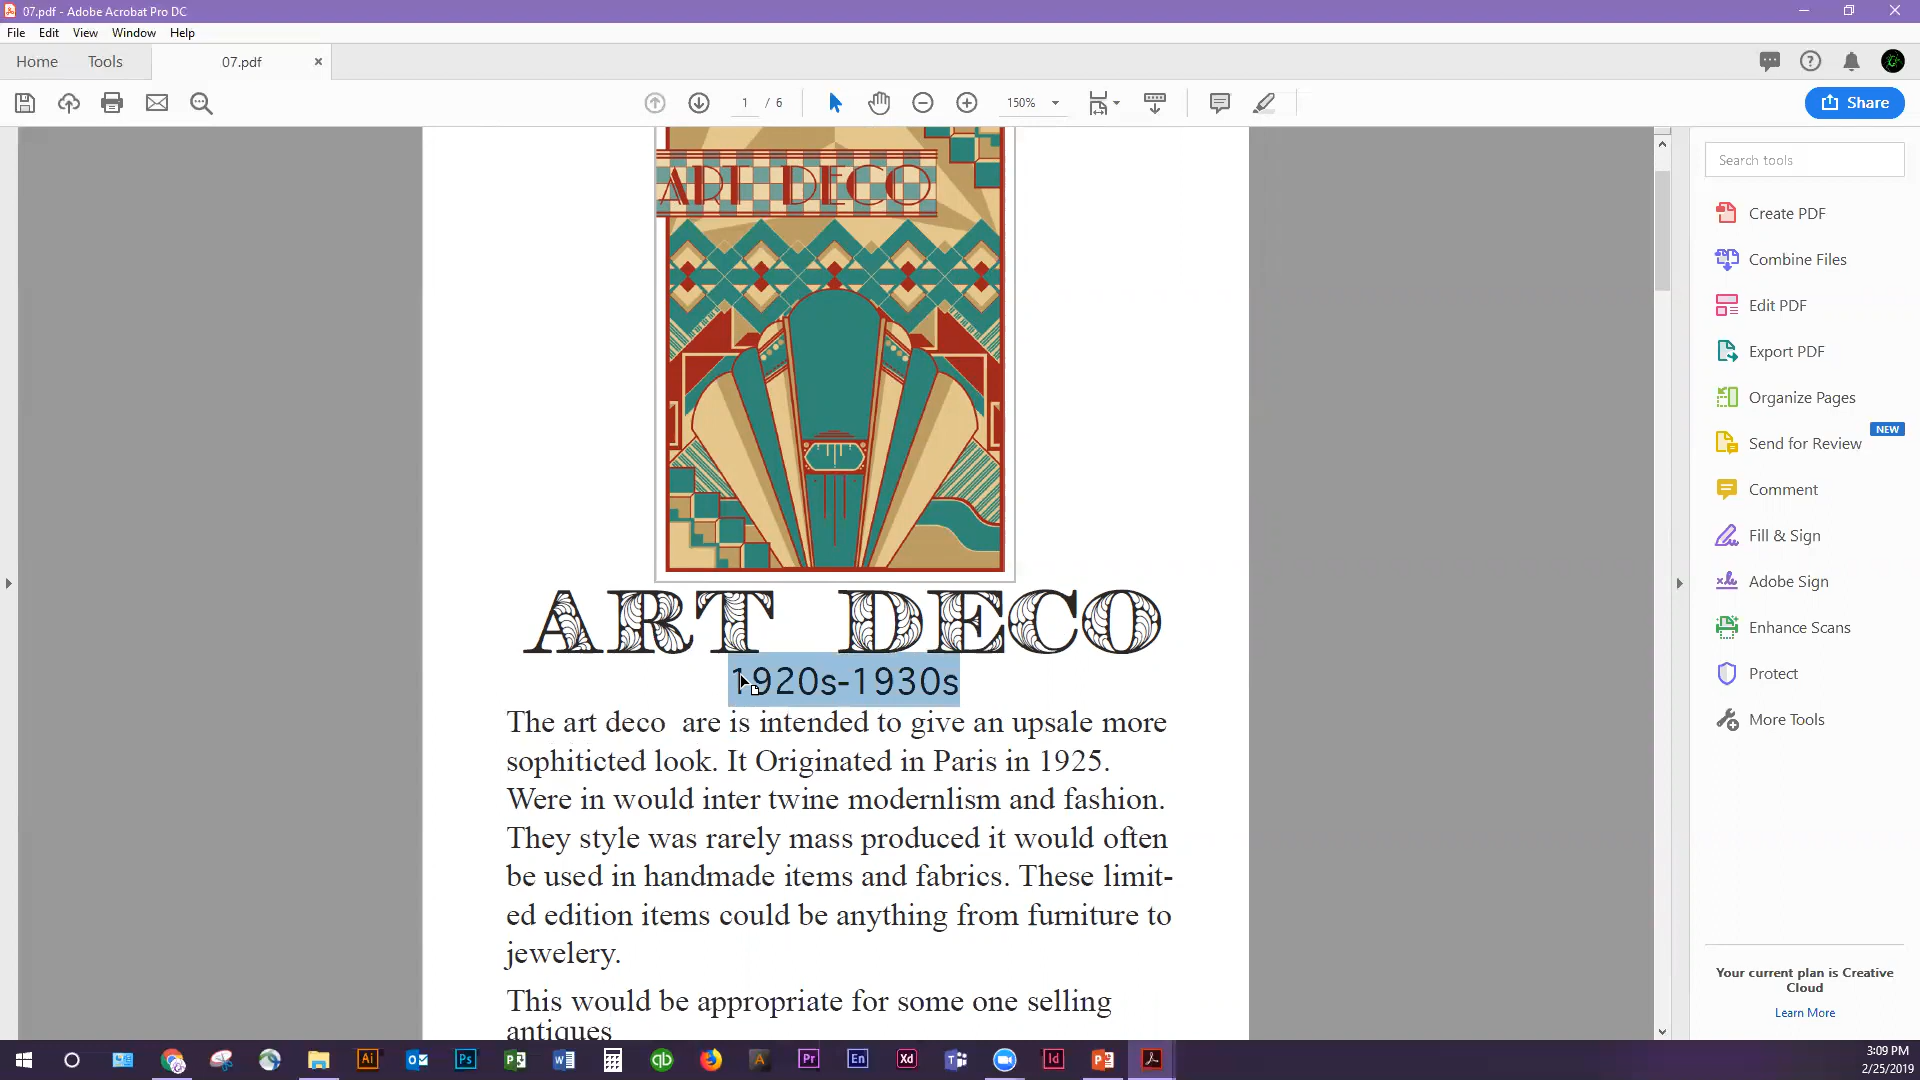 07.pdf - Adobe Acrobat Pro DC
File Edit View Window Help
Home Tools 07.pdf
1 / 6 150% Share
ART DECO
ART DECO
1920s-1930s
The art deco  are is intended to give an upsale more
sophiticted look. It Originated in Paris in 1925.
Were in would inter twine modernlism and fashion.
They style was rarely mass produced it would often
be used in handmade items and fabrics. These limit-
ed edition items could be anything from furniture to
jewelery.
This would be appropriate for some one selling
antiques
Search tools
Create PDF
Combine Files
Edit PDF
Export PDF
Organize Pages
NEW
Send for Review
Comment
Fill & Sign
Adobe Sign
Enhance Scans
Protect
More Tools
Your current plan is Creative
Cloud
Learn More
Ai Ps Pr En Xd Id
3:09 PM
2/25/2019